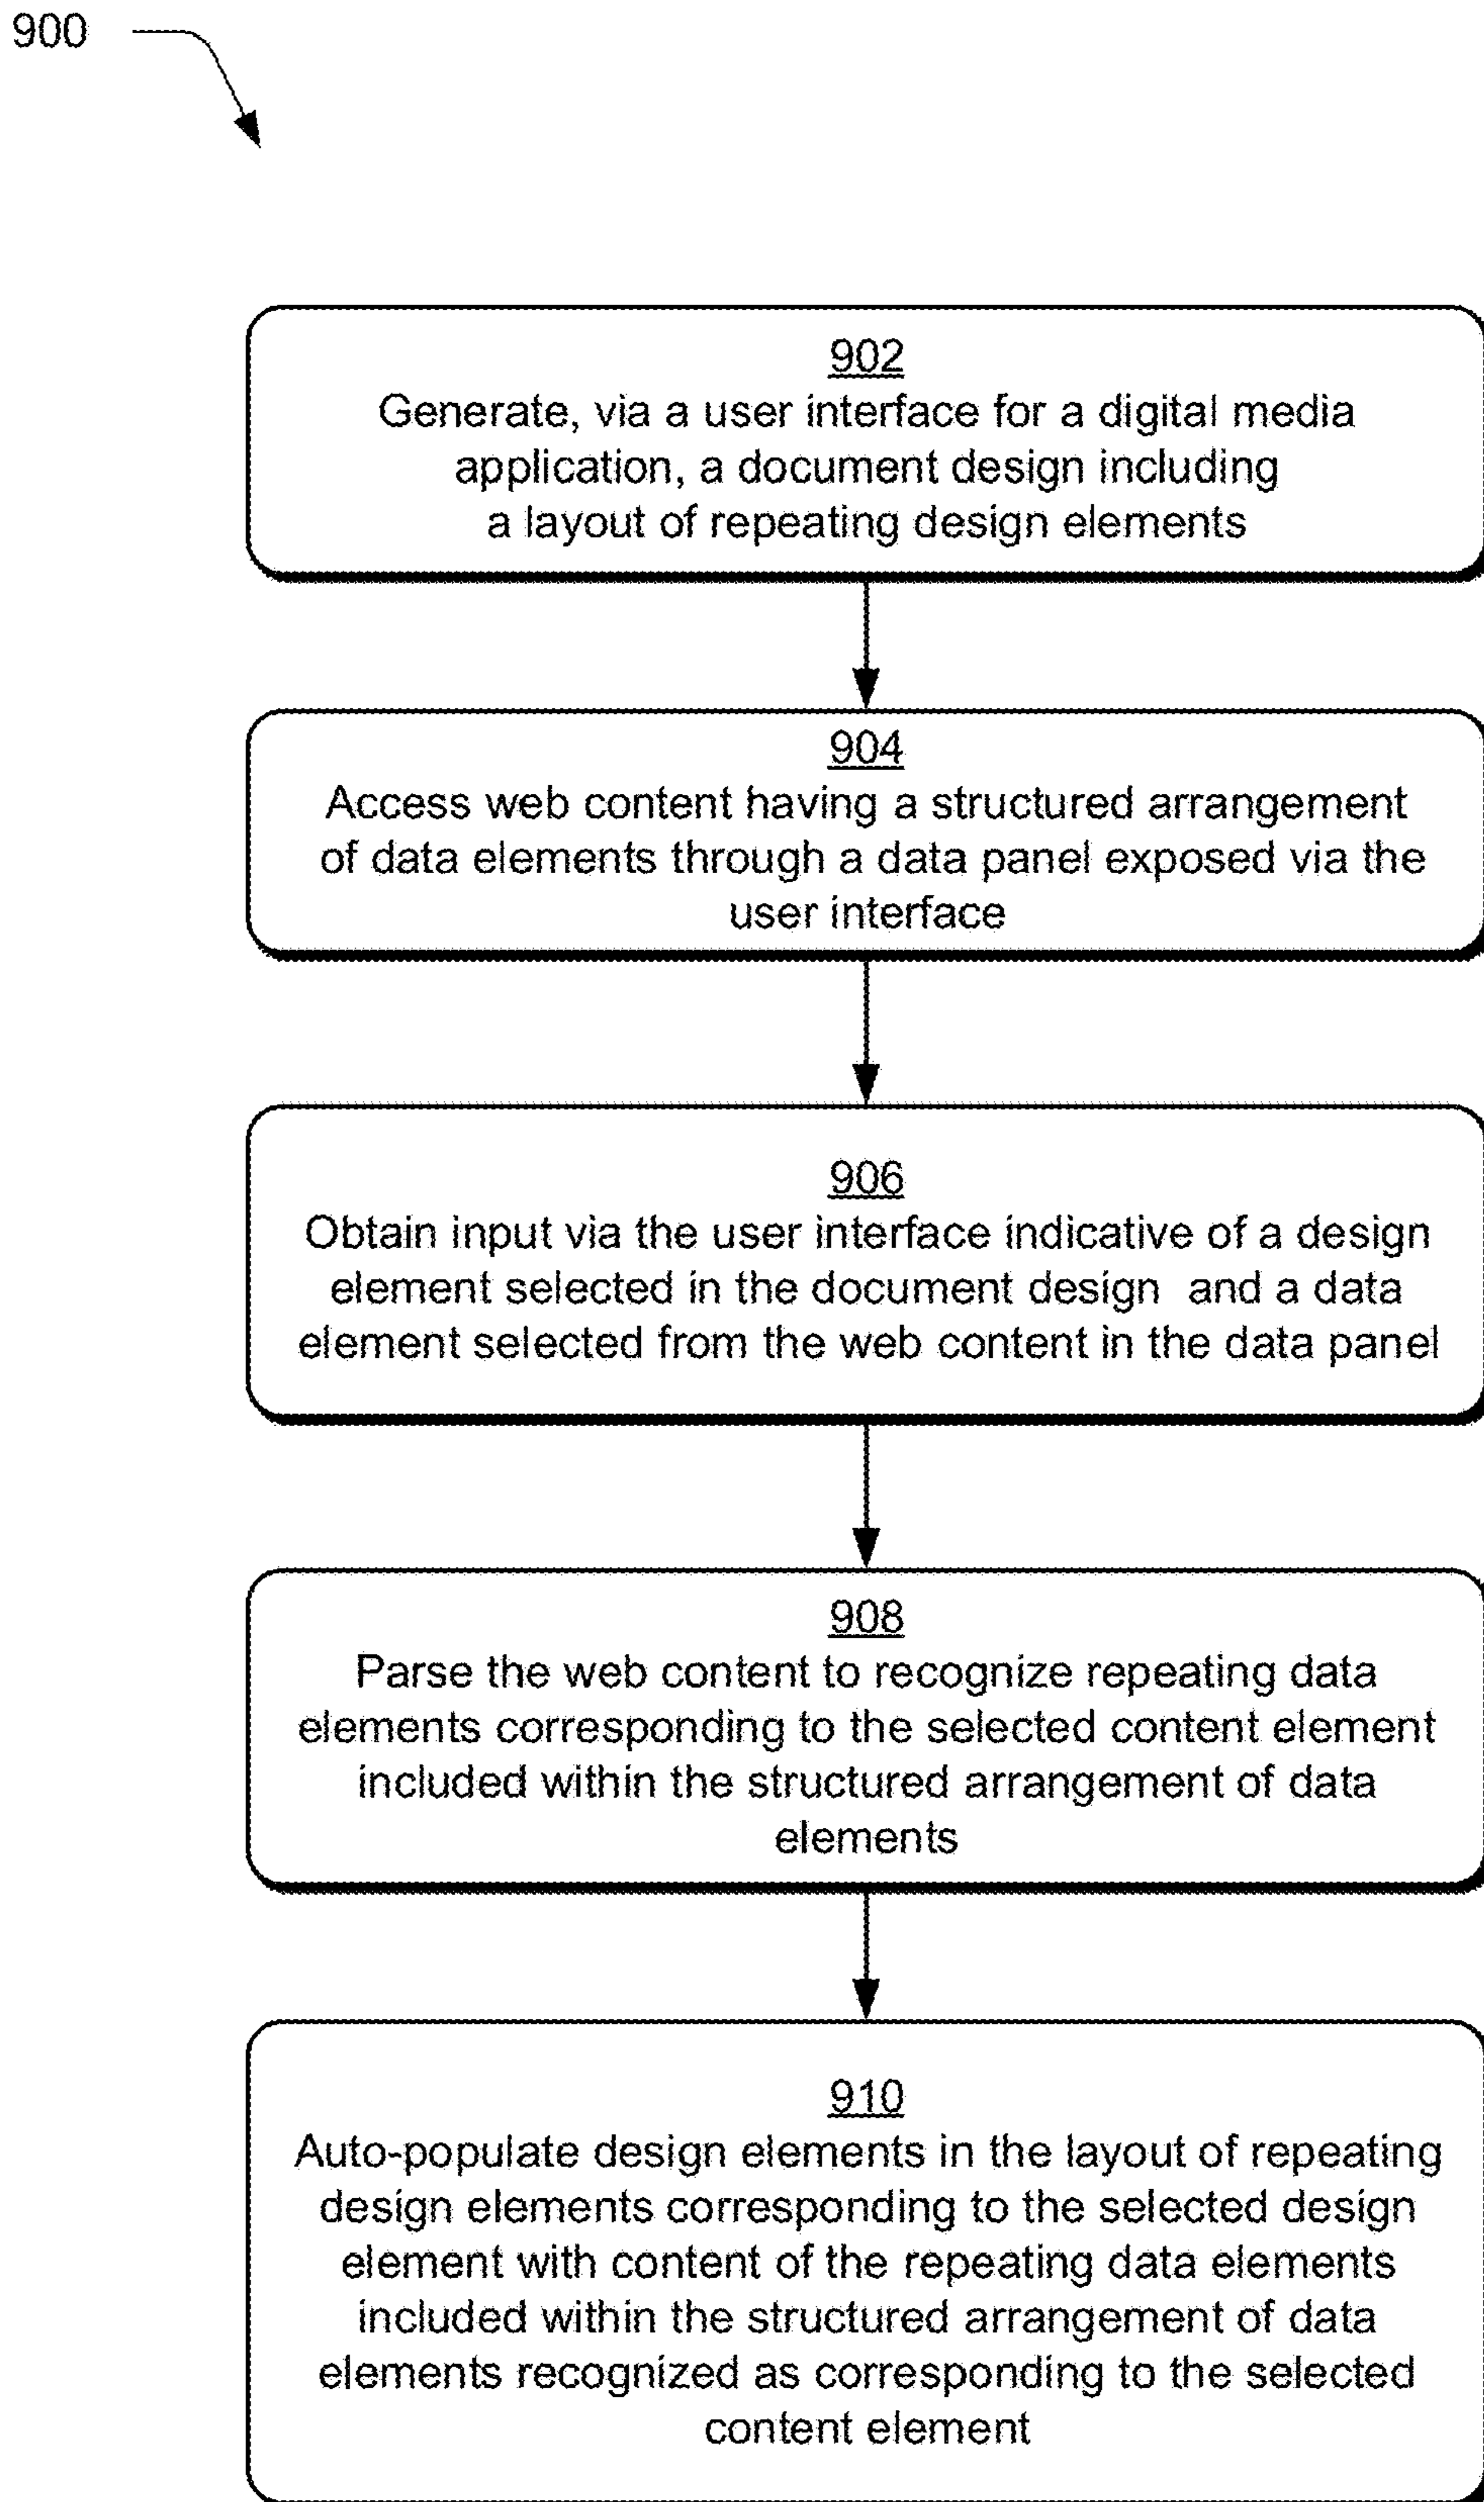 900
902
Generate, via a user interface for a digital media
application, a document design including
a layout of repeating design elements
904
Access web content having a structured arrangement
of data elements through a data panel exposed via the
user interface
906
Obtain input via the user interface indicative of a design
element selected in the document design and a data
element selected from the web content in the data panel
908
Parse the web content to recognize repeating data
elements corresponding to the selected content element
included within the structured arrangement of data
elements
910
Auto-populate design elements in the layout of repeating
design elements corresponding to the selected design
element with content of the repeating data elements
included within the structured arrangement of data
elements recognized as corresponding to the selected
content element